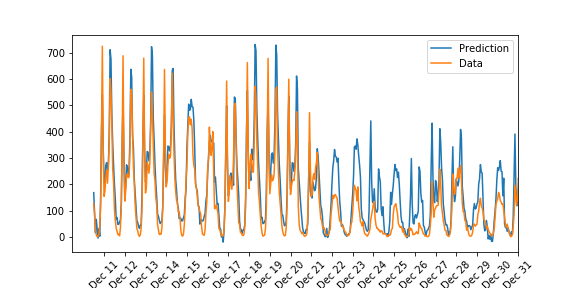 700
600
500
400
300
200
100
0
Prediction
Data
Dec 11
Dec 12
Dec 13
Dec 14
Dec 15
Dec 16
Dec 17
Dec 18
Dec 19
Dec 20
Dec 21
Dec 22
Dec 23
Dec 24
Dec 25
Dec 26
Dec 27
Dec 28
Dec 29
Dec 30
Dec 31